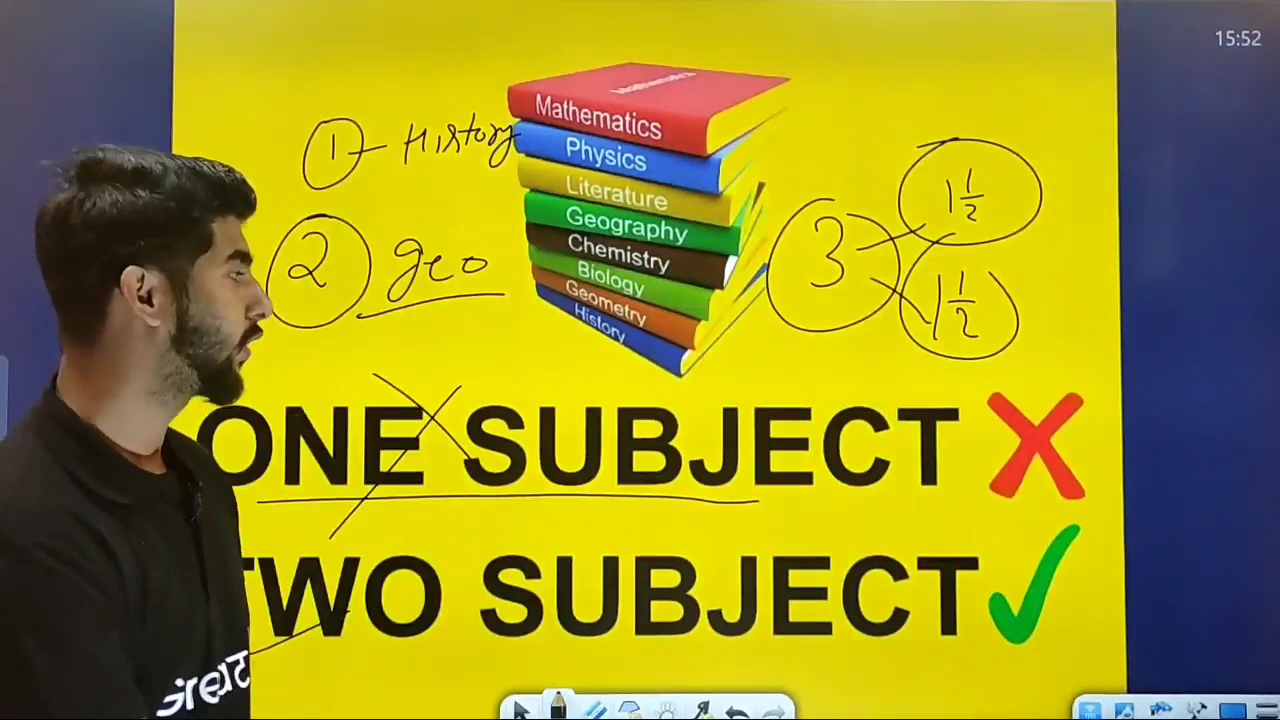 15:52
Mathematics
Mathematics
Physics
Literature
Geography
Chemistry
Biology
Geometry
History
1 - History
2 geo
3
1 1/2
1 1/2
ONE SUBJECT
TWO SUBJECT